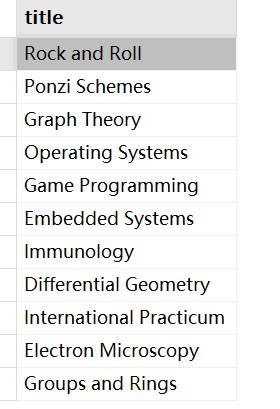 title
Rock and Roll
Ponzi Schemes
Graph Theory
Operating Systems
Game Programming
Embedded Systems
Immunology
Differential Geometry
International Practicum
Electron Microscopy
Groups and Rings